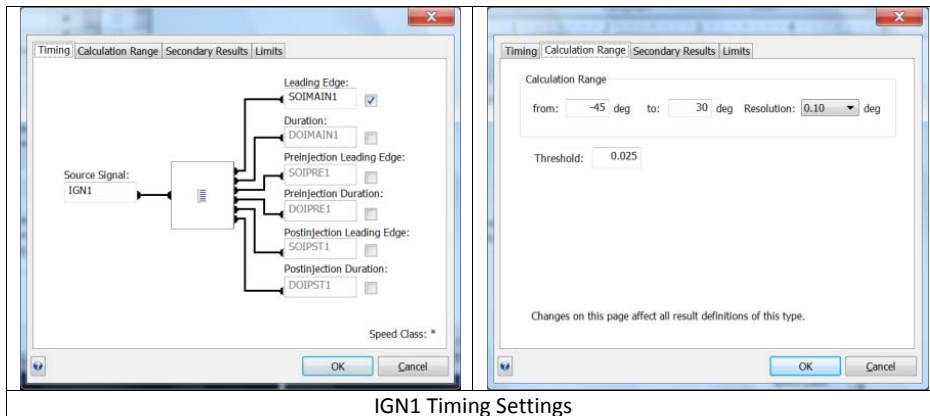 Timing Calculation Range Secondary Results Limits
Leading Edge:
SOIMAIN1
Duration:
DOIMAIN1
Preinjection Leading Edge:
SOIPRE1
Source Signal:
IGN1
Preinjection Duration:
DOIPRE1
Postinjection Leading Edge:
SOIPST1
Postinjection Duration:
DOIPST1
Speed Class: *
OK Cancel
Timing Calculation Range Secondary Results Limits
Calculation Range
from: -45 deg to: 30 deg Resolution: 0.10 deg
Threshold: 0.025
Changes on this page affect all result definitions of this type.
OK Cancel
IGN1 Timing Settings